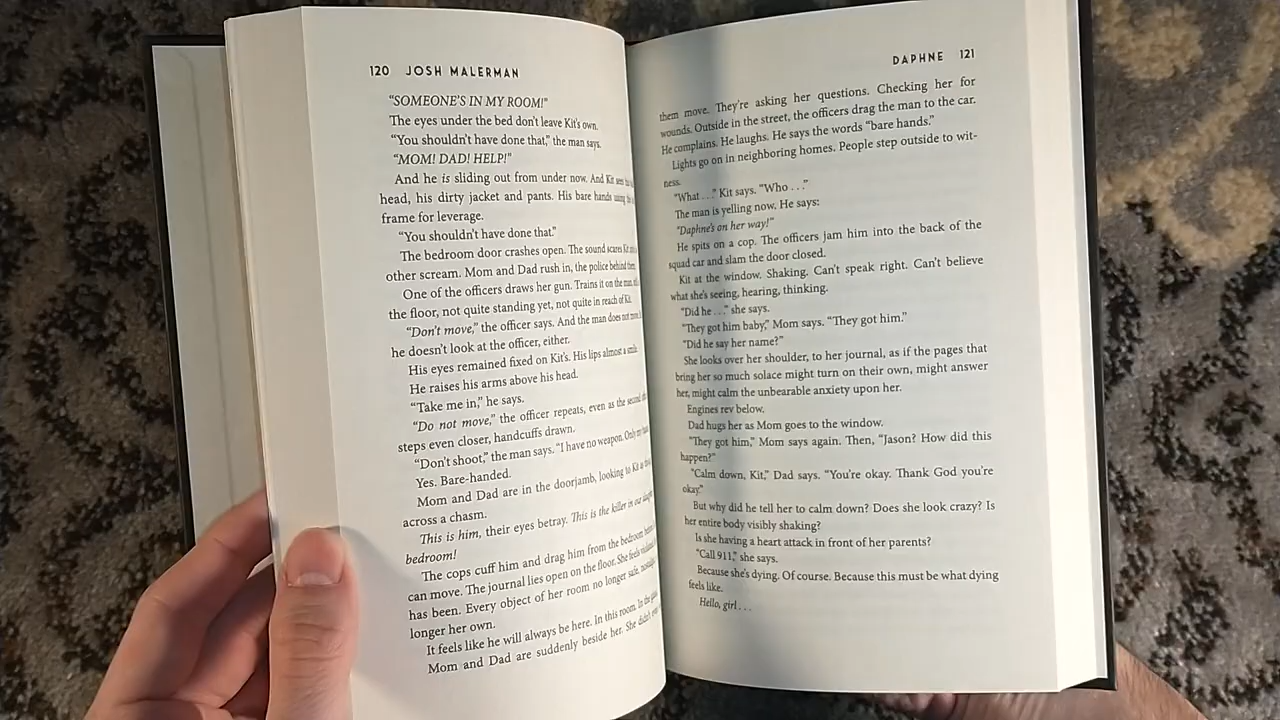 120 JOSH MALERMAN
"SOMEONE'S IN MY ROOM!"
The eyes under the bed don't leave Kit's own.
"You shouldn't have done that," the man says.
"MOM! DAD! HELP!"
And he is sliding out from under now. And Kit sees
head, his dirty jacket and pants. His bare hands using
frame for leverage.
"You shouldn't have done that."
The bedroom door crashes open. The sound scares Kit
other scream. Mom and Dad rush in, the police behind them.
One of the officers draws her gun. Trains it on the man,
the floor, not quite standing yet, not quite in reach of Kit.
"Don't move," the officer says. And the man does not move,
he doesn't look at the officer, either.
His eyes remained fixed on Kit's. His lips almost a smile.
He raises his arms above his head.
"Take me in," he says.
"Do not move," the officer repeats, even as the second
steps even closer, handcuffs drawn.
"Don't shoot," the man says. "I have no weapon. Only my
Yes. Bare-handed.
Mom and Dad are in the doorjamb, looking to Kit as
across a chasm.
This is him, their eyes betray. This is the killer in our
bedroom!
The cops cuff him and drag him from the bedroom
can move. The journal lies open on the floor. She feels
has been. Every object of her room no longer safe,
longer her own.
It feels like he will always be here. In this room. In the
Mom and Dad are suddenly beside her. She didn't
DAPHNE 121
them move. They're asking her questions. Checking her for
wounds. Outside in the street, the officers drag the man to the car.
He complains. He laughs. He says the words "bare hands."
Lights go on in neighboring homes. People step outside to wit-
ness.
"What . . ." Kit says. "Who . . ."
The man is yelling now. He says:
"Daphne's on her way!"
He spits on a cop. The officers jam him into the back of the
squad car and slam the door closed.
Kit at the window. Shaking. Can't speak right. Can't believe
what she's seeing, hearing, thinking.
"Did he . . ." she says.
"They got him baby," Mom says. "They got him."
"Did he say her name?"
She looks over her shoulder, to her journal, as if the pages that
bring her so much solace might turn on their own, might answer
her, might calm the unbearable anxiety upon her.
Engines rev below.
Dad hugs her as Mom goes to the window.
"They got him," Mom says again. Then, "Jason? How did this
happen?"
"Calm down, Kit," Dad says. "You're okay. Thank God you're
okay."
But why did he tell her to calm down? Does she look crazy? Is
her entire body visibly shaking?
Is she having a heart attack in front of her parents?
"Call 911," she says.
Because she's dying. Of course. Because this must be what dying
feels like.
Hello, girl . . .